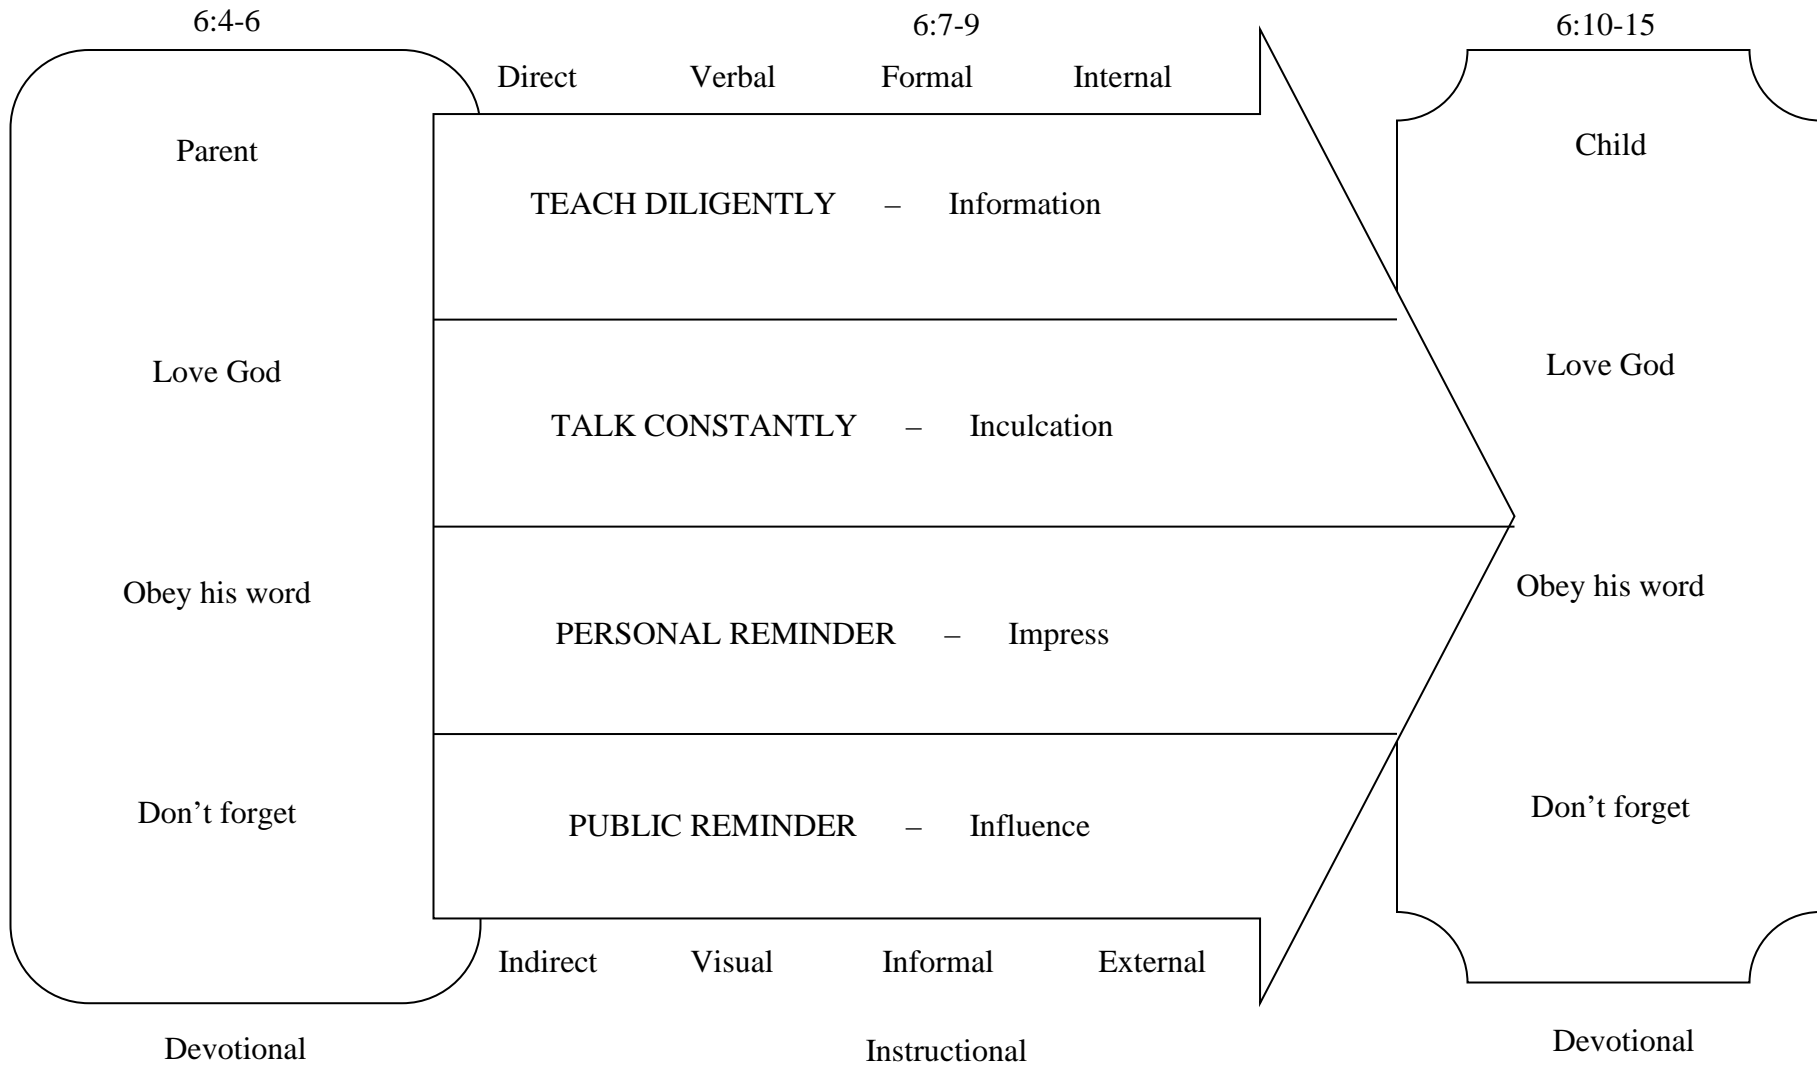 6:4-6 6:7-9 6:10-15
Direct Verbal Formal Internal
Parent Child
TEACH DILIGENTLY – Information
Love God Love God
TALK CONSTANTLY – Inculcation
Obey his word Obey his word
PERSONAL REMINDER – Impress
Don’t forget Don’t forget
PUBLIC REMINDER – Influence
Indirect Visual Informal External
Devotional Instructional Devotional